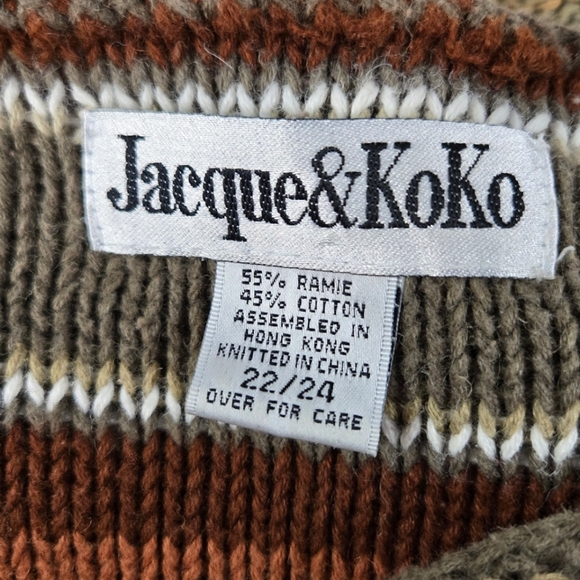 Jacque&KoKo
55% RAMIE
45% COTTON
ASSEMBLED IN
HONG KONG
KNITTED IN CHINA
22/24
OVER FOR CARE